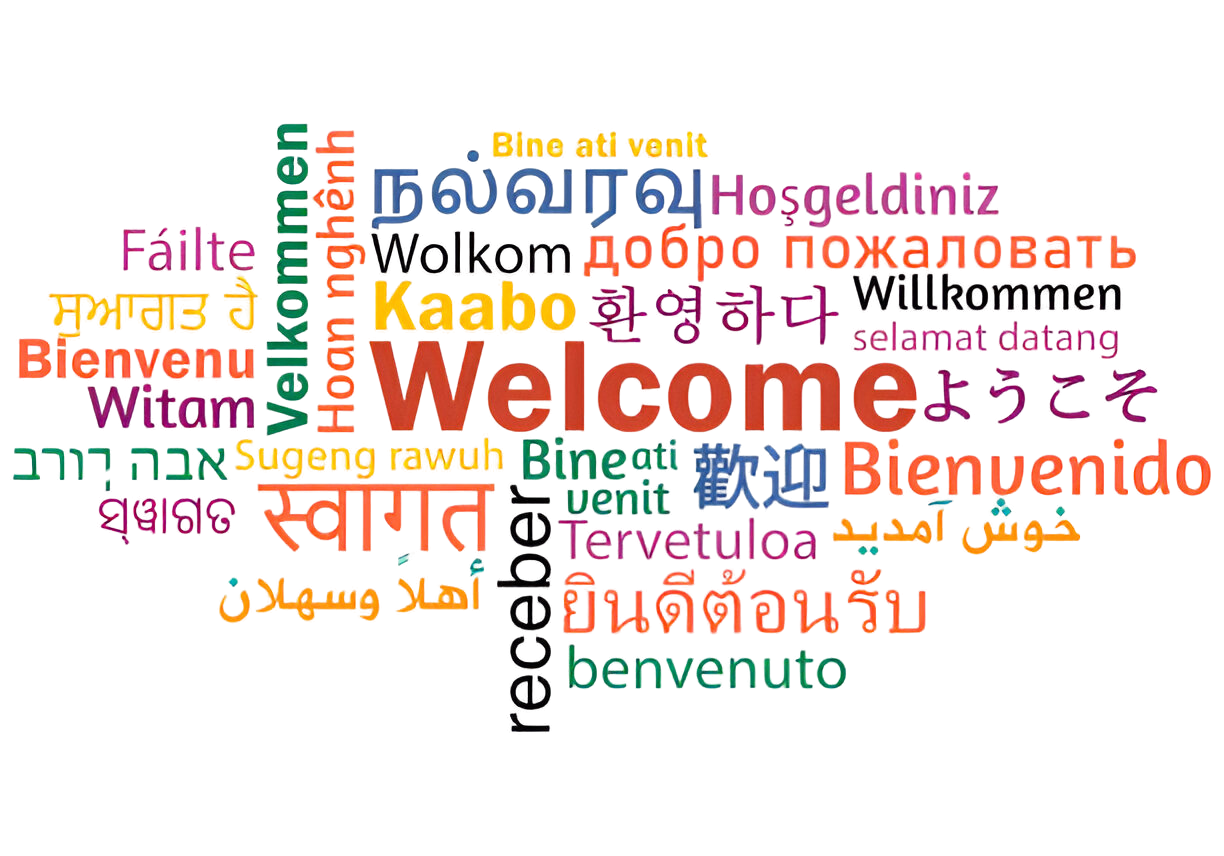 Bine ati venit
Velkommen
Hoan nghênh
நல்வரவு
Hoşgeldiniz
Fáilte
Wolkom
добро пожаловать
ਸੁਆਗਤ ਹੈ
Kaabo
환영하다
Willkommen
selamat datang
Bienvenu
Welcome
ようこそ
Witam
אבה דְורב
Sugeng rawuh
Bine ati
venit
歡迎
Bienvenido
ସ୍ୱାଗତ
स्वागत
receber
Tervetuloa
خوش آمدید
أهلاً وسهلان
ยินดีต้อนรับ
benvenuto